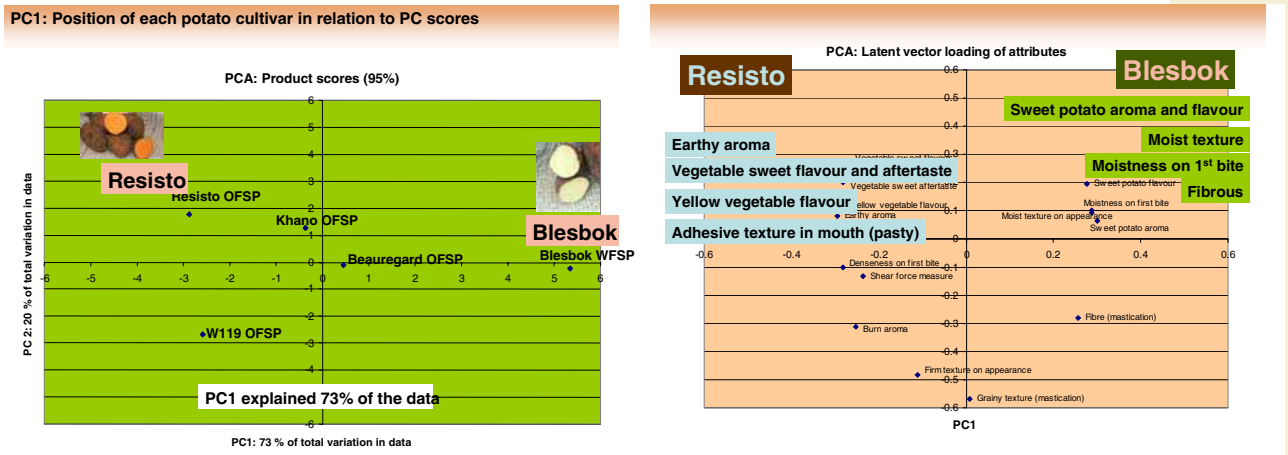 PC1: Position of each potato cultivar in relation to PC scores
PCA: Product scores (95%)
6
5
4
3
2
1
0
-1
-2
-3
-4
-5
-6
-6 -5 -4 -3 -2 -1 0 1 2 3 4 5 6
PC 2: 20 % of total variation in data
Resisto
Resisto OFSP
Khano OFSP
Beauregard OFSP
Blesbok
Blesbok WFSP
W119 OFSP
PC1 explained 73% of the data
PC1: 73 % of total variation in data
PCA: Latent vector loading of attributes
Resisto
Blesbok
0.6
0.5
0.4
0.3
0.2
0.1
0
-0.1
-0.2
-0.3
-0.4
-0.5
-0.6
-0.6 -0.4 -0.2 0 0.2 0.4 0.6
Sweet potato aroma and flavour
Moist texture
Moistness on 1st bite
Fibrous
Earthy aroma
Vegetable sweet flavour and aftertaste
Yellow vegetable flavour
Adhesive texture in mouth (pasty)
Vegetable sweet aftertaste
Yellow vegetable flavour
Earthy aroma
Sweet potato flavour
Moistness on first bite
Moist texture on appearance
Sweet potato aroma
Denseness on first bite
Shear force measure
Burn aroma
Fibre (mastication)
Firm texture on appearance
Grainy texture (mastication)
PC1